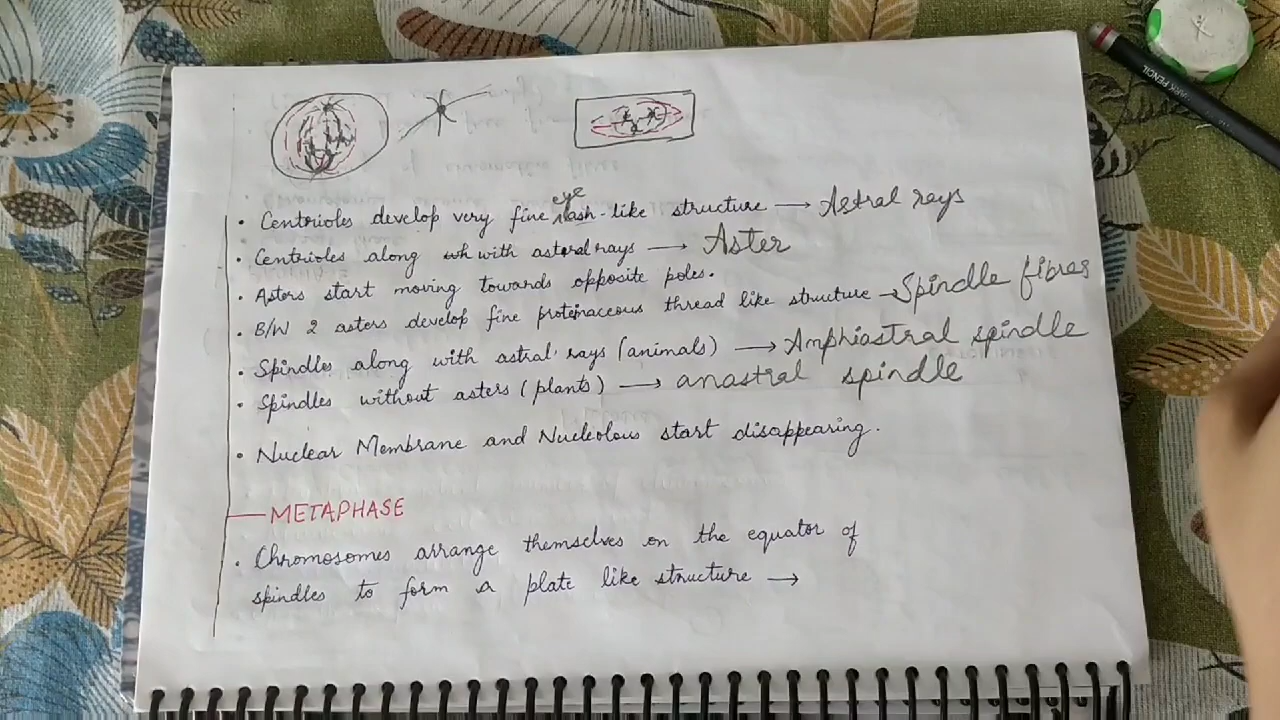 • Centrioles develop very fine eye lash-like structure → Astral rays
• Centrioles along with astral rays → Aster
• Asters start moving towards opposite poles.
• B/W 2 asters develop fine proteinaceous thread like structure → Spindle fibres
• Spindles along with astral rays (animals) → Amphiastral spindle
• Spindles without asters (plants) → anastral spindle
• Nuclear Membrane and Nucleolous start disappearing.
METAPHASE
• Chromosomes arrange themselves on the equator of
spindles to form a plate like structure →
ARK PENCIL